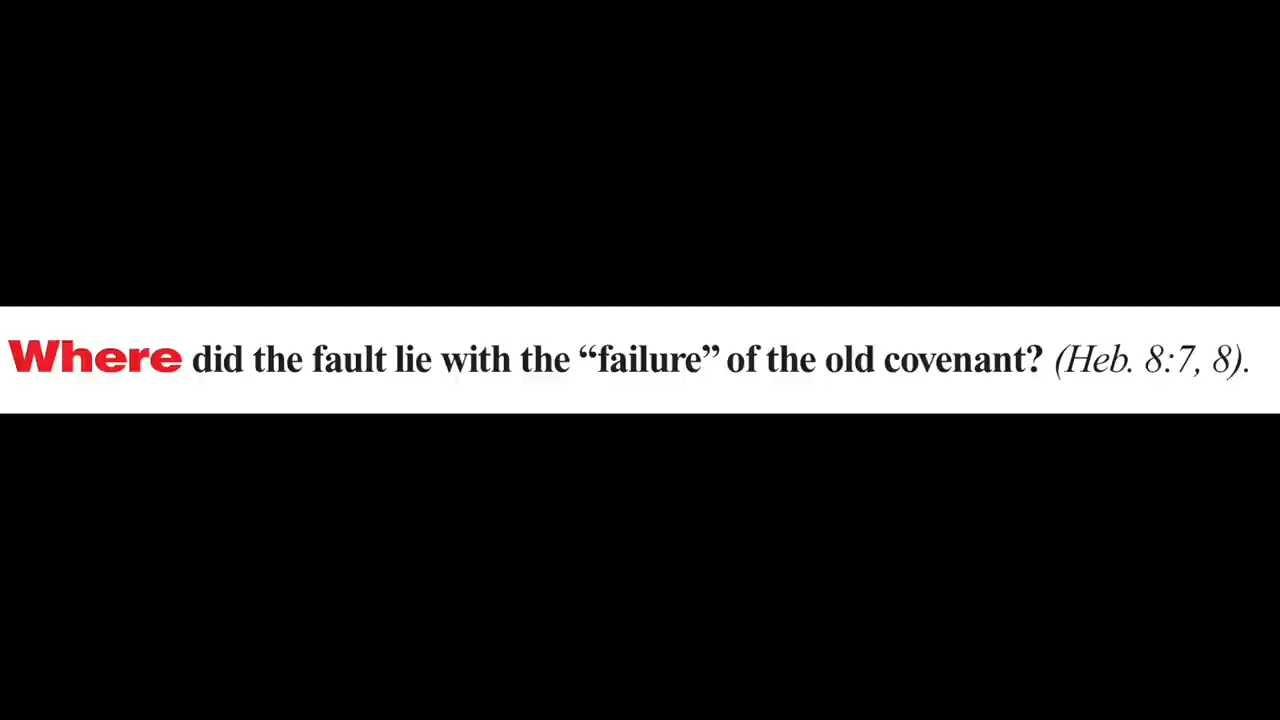 Where did the fault lie with the “failure” of the old covenant? (Heb. 8:7, 8).